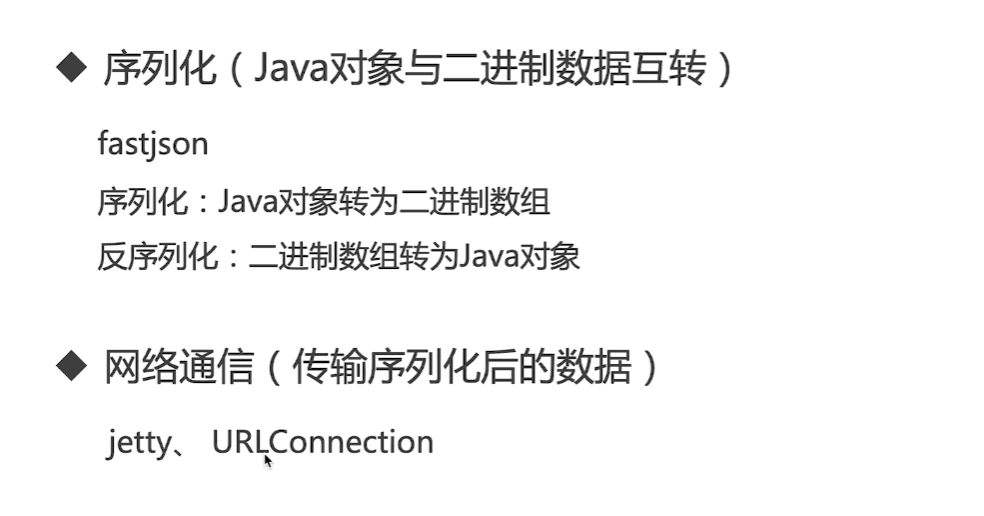 ◆ 序列化（Java对象与二进制数据互转）
fastjson
序列化：Java对象转为二进制数组
反序列化：二进制数组转为Java对象
◆ 网络通信（传输序列化后的数据）
jetty、 URLConnection